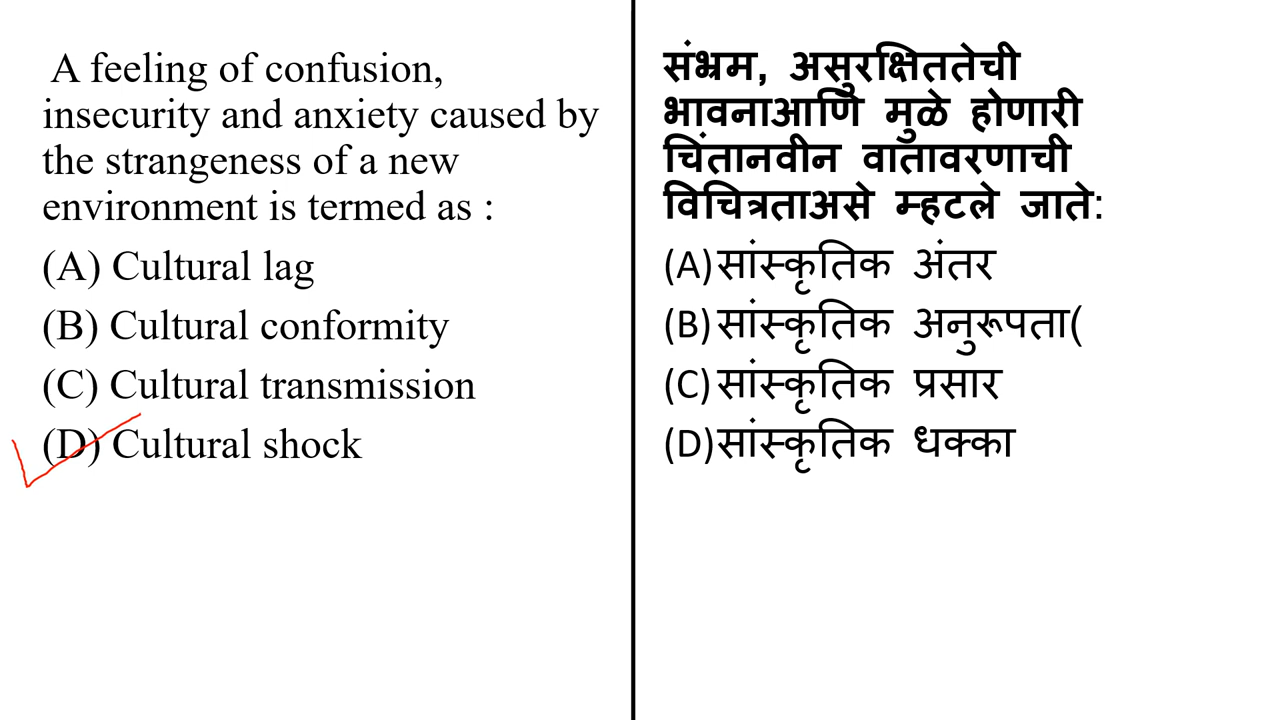 A feeling of confusion,
insecurity and anxiety caused by
the strangeness of a new
environment is termed as :
(A) Cultural lag
(B) Cultural conformity
(C) Cultural transmission
(D) Cultural shock
संभ्रम, असुरक्षिततेची
भावनाआणि मुळे होणारी
चिंतानवीन वातावरणाची
विचित्रताअसे म्हटले जाते:
(A)सांस्कृतिक अंतर
(B)सांस्कृतिक अनुरूपता(
(C)सांस्कृतिक प्रसार
(D)सांस्कृतिक धक्का